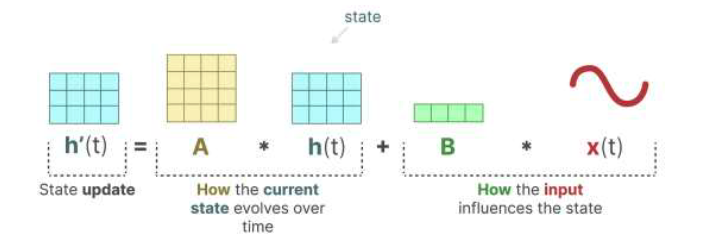 state
h'(t) = A * h(t) + B * x(t)
State update
How the current
state evolves over
time
How the input
influences the state